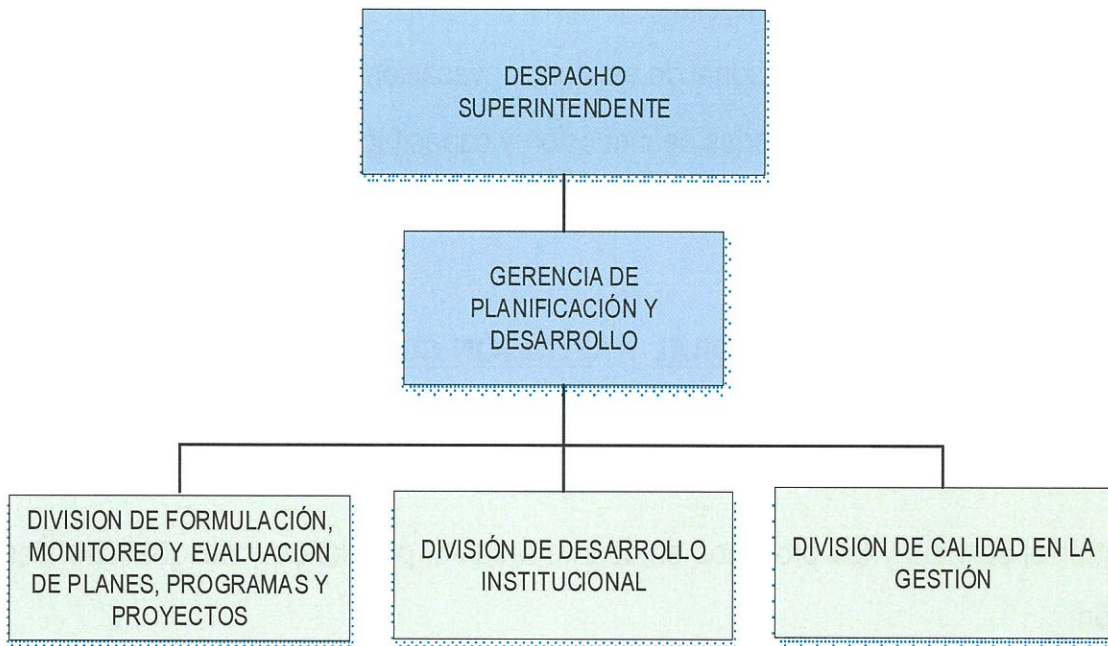 DESPACHO
SUPERINTENDENTE
GERENCIA DE
PLANIFICACIÓN Y
DESARROLLO
DIVISION DE FORMULACIÓN,
MONITOREO Y EVALUACION
DE PLANES, PROGRAMAS Y
PROYECTOS
DIVISIÓN DE DESARROLLO
INSTITUCIONAL
DIVISION DE CALIDAD EN LA
GESTIÓN